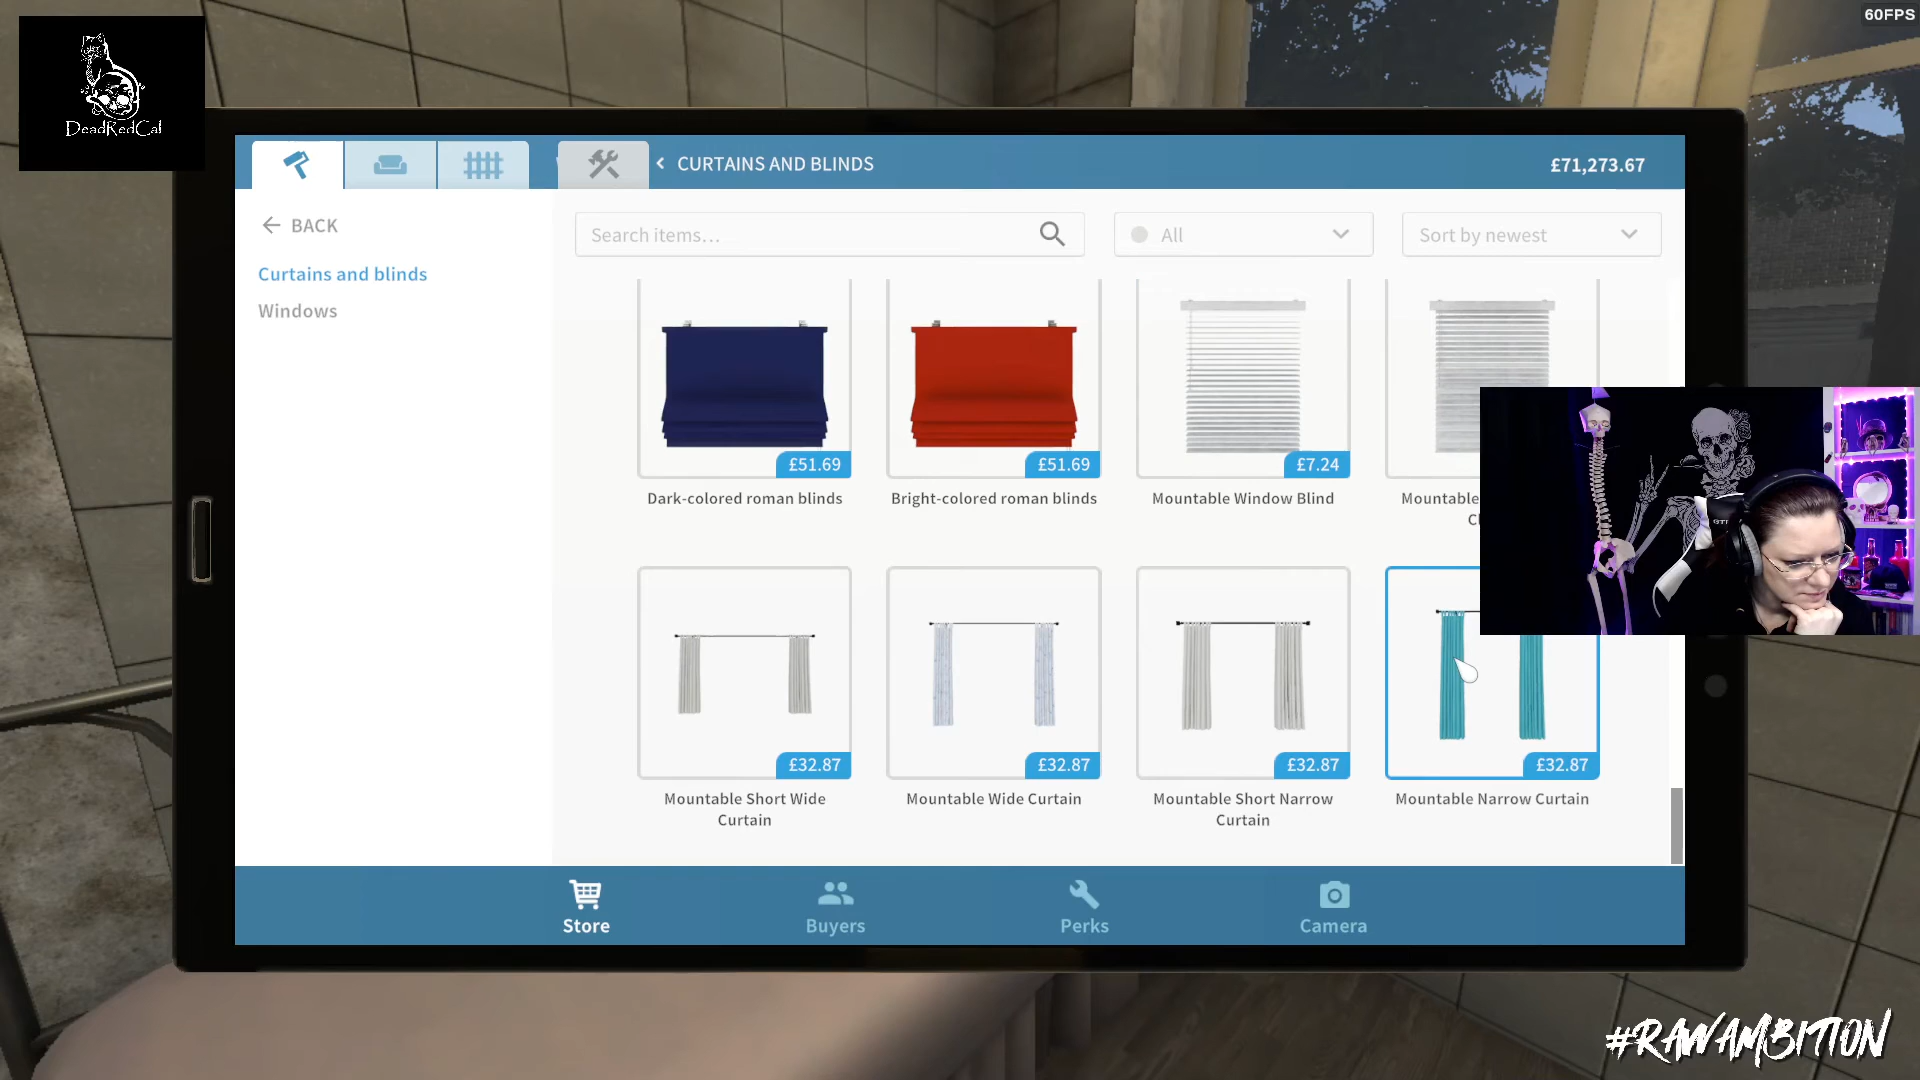 60FPS
DeadRedCal
CURTAINS AND BLINDS
£71,273.67
BACK
Search items...
All
Sort by newest
Curtains and blinds
Windows
£51.69
£51.69
£7.24
Dark-colored roman blinds
Bright-colored roman blinds
Mountable Window Blind
Mountable
£32.87
£32.87
£32.87
£32.87
Mountable Short Wide
Curtain
Mountable Wide Curtain
Mountable Short Narrow
Curtain
Mountable Narrow Curtain
Store
Buyers
Perks
Camera
#RAWAMBITION